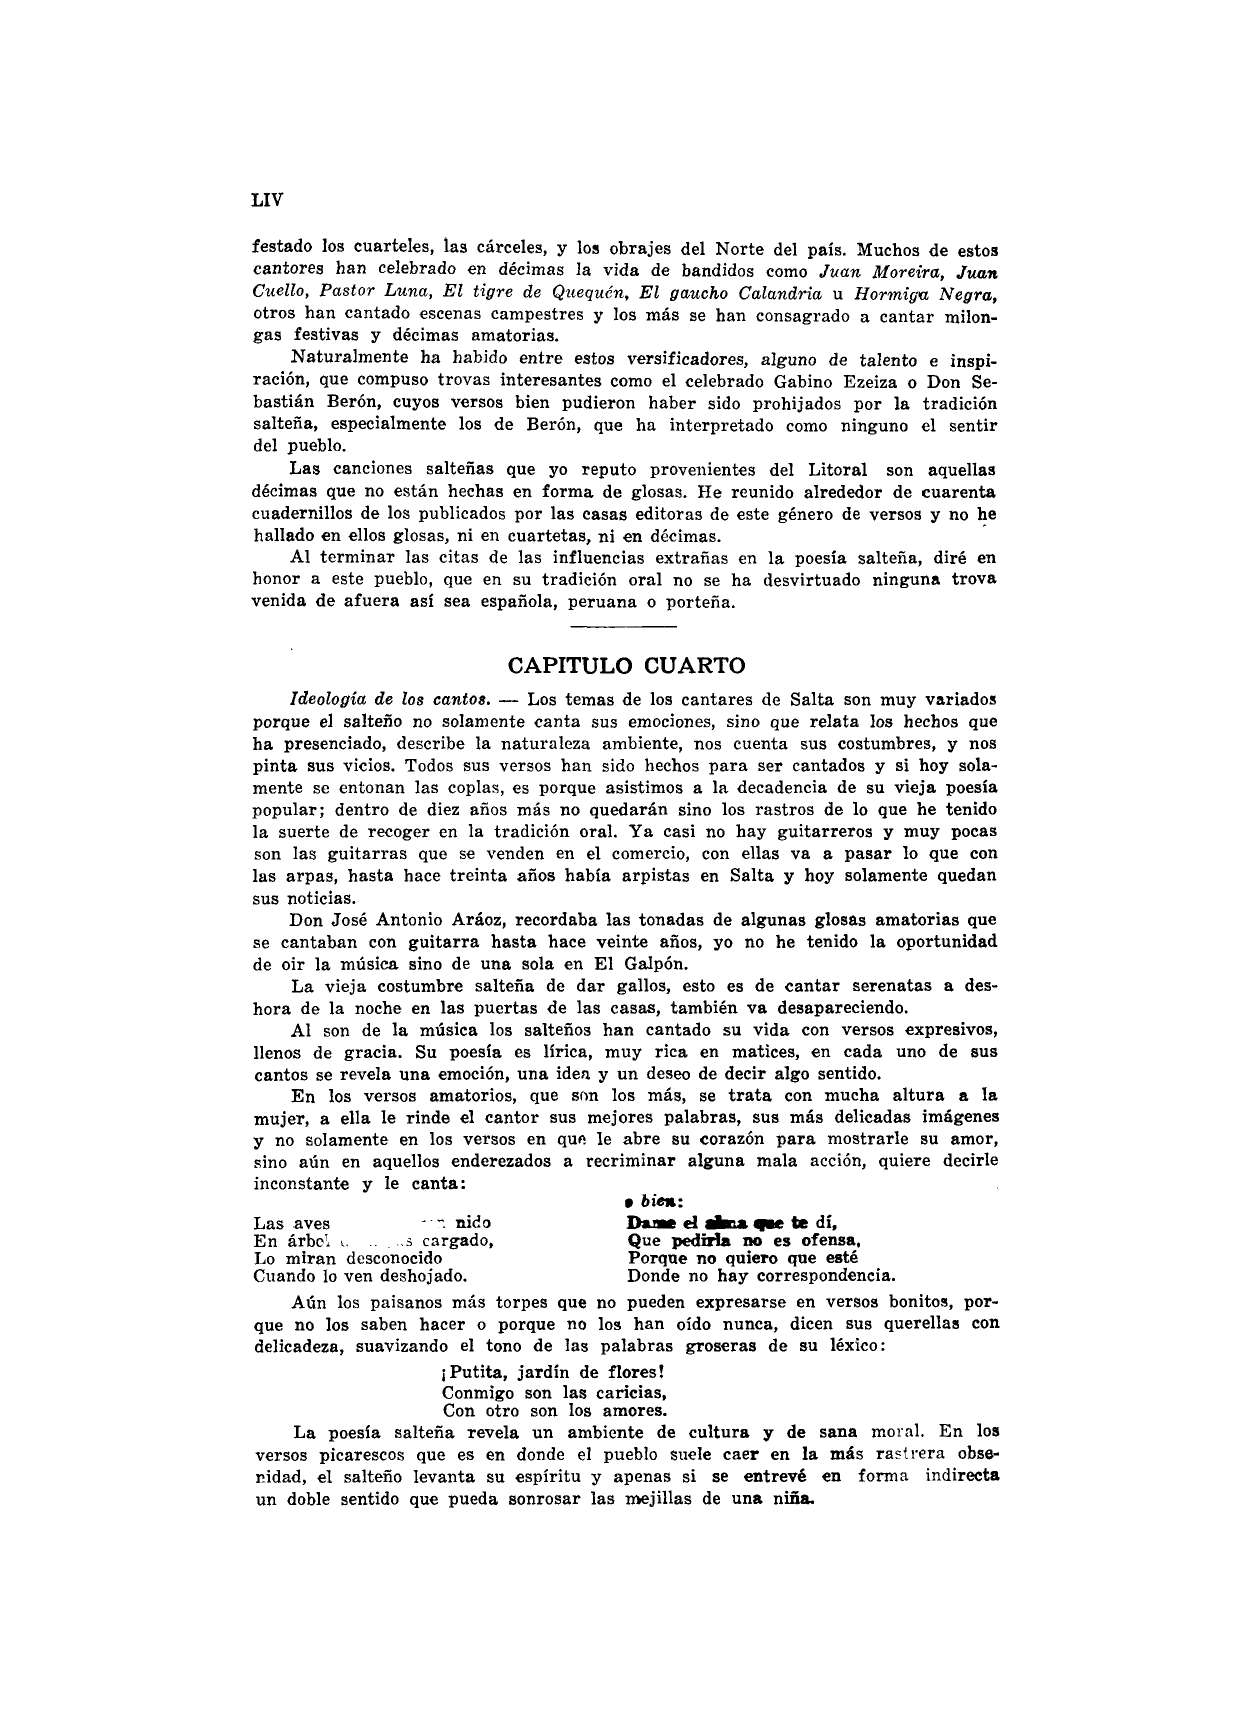 LIV
festado los cuarteles, las cárceles, y los obrajes del Norte del país. Muchos de estos
cantores han celebrado en décimas la vida de bandidos como Juan Moreira, Juan
Cuello, Pastor Luna, El tigre de Quequén, El gaucho Calandria u Hormiga Negra,
otros han cantado escenas campestres y los más se han consagrado a cantar milon-
gas festivas y décimas amatorias.
Naturalmente ha habido entre estos versificadores, alguno de talento e inspi-
ración, que compuso trovas interesantes como el celebrado Gabino Ezeiza o Don Se-
bastián Berón, cuyos versos bien pudieron haber sido prohijados por la tradición
salteña, especialmente los de Berón, que ha interpretado como ninguno el sentir
del pueblo.
Las canciones salteñas que yo reputo provenientes del Litoral son aquellas
décimas que no están hechas en forma de glosas. He reunido alrededor de cuarenta
cuadernillos de los publicados por las casas editoras de este género de versos y no he
hallado en ellos glosas, ni en cuartetas, ni en décimas.
Al terminar las citas de las influencias extrañas en la poesía salteña, diré en
honor a este pueblo, que en su tradición oral no se ha desvirtuado ninguna trova
venida de afuera así sea española, peruana o porteña.
CAPITULO CUARTO
Ideología de los cantos. — Los temas de los cantares de Salta son muy variados
porque el salteño no solamente canta sus emociones, sino que relata los hechos que
ha presenciado, describe la naturaleza ambiente, nos cuenta sus costumbres, y nos
pinta sus vicios. Todos sus versos han sido hechos para ser cantados y si hoy sola-
mente se entonan las coplas, es porque asistimos a la decadencia de su vieja poesía
popular; dentro de diez años más no quedarán sino los rastros de lo que he tenido
la suerte de recoger en la tradición oral. Ya casi no hay guitarreros y muy pocas
son las guitarras que se venden en el comercio, con ellas va a pasar lo que con
las arpas, hasta hace treinta años había arpistas en Salta y hoy solamente quedan
sus noticias.
Don José Antonio Aráoz, recordaba las tonadas de algunas glosas amatorias que
se cantaban con guitarra hasta hace veinte años, yo no he tenido la oportunidad
de oir la música sino de una sola en El Galpón.
La vieja costumbre salteña de dar gallos, esto es de cantar serenatas a des-
hora de la noche en las puertas de las casas, también va desapareciendo.
Al son de la música los salteños han cantado su vida con versos expresivos,
llenos de gracia. Su poesía es lírica, muy rica en matices, en cada uno de sus
cantos se revela una emoción, una idea y un deseo de decir algo sentido.
En los versos amatorios, que son los más, se trata con mucha altura a la
mujer, a ella le rinde el cantor sus mejores palabras, sus más delicadas imágenes
y no solamente en los versos en que le abre su corazón para mostrarle su amor,
sino aún en aquellos enderezados a recriminar alguna mala acción, quiere decirle
inconstante y le canta:
Las aves nido
En cargado,
Lo miran desconocido
Cuando lo ven deshojado.
o bien:
Dame el alma que te dí,
Que pedirla no es ofensa,
Porque no quiero que esté
Donde no hay correspondencia.
Aún los paisanos más torpes que no pueden expresarse en versos bonitos, por-
que no los saben hacer o porque no los han oído nunca, dicen sus querellas con
delicadeza, suavizando el tono de las palabras groseras de su léxico:
¡Putita, jardín de flores!
Conmigo son las caricias,
Con otro son los amores.
La poesía salteña revela un ambiente de cultura y de sana moral. En los
versos picarescos que es en donde el pueblo suele caer en la más rastrera obse-
nidad, el salteño levanta su espíritu y apenas si se entrevé en forma indirecta
un doble sentido que pueda sonrosar las mejillas de una niña.